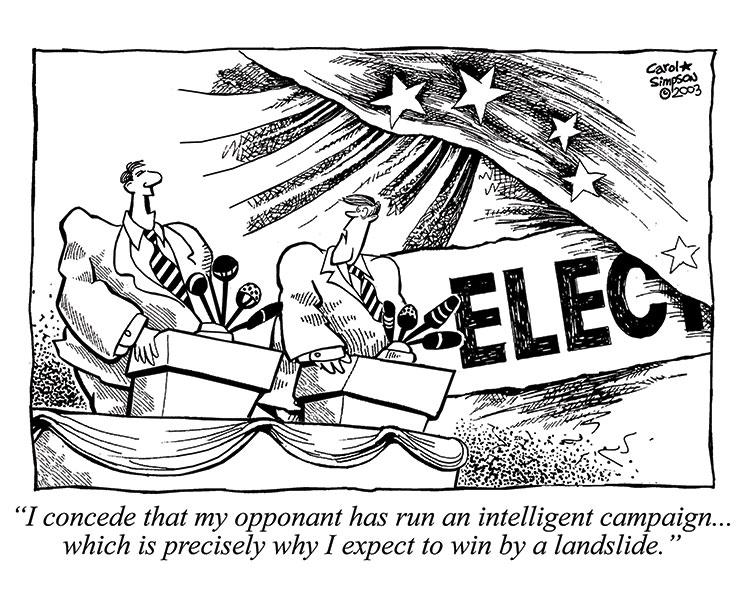 Carol★
Simpson
©2003
ELECT
“I concede that my opponant has run an intelligent campaign...
which is precisely why I expect to win by a landslide.”